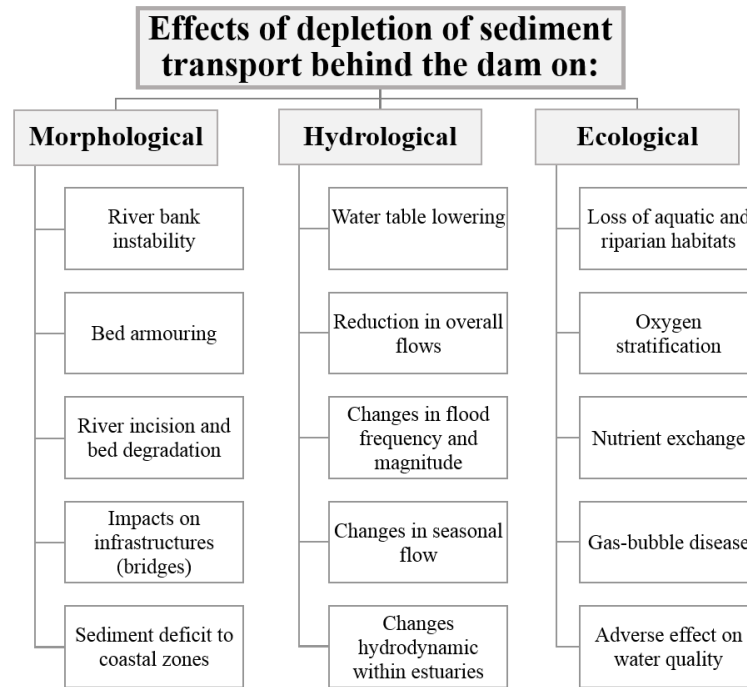 Effects of depletion of sediment
transport behind the dam on:
Morphological
Hydrological
Ecological
River bank
instability
Bed armouring
River incision and
bed degradation
Impacts on
infrastructures
(bridges)
Sediment deficit to
coastal zones
Water table lowering
Reduction in overall
flows
Changes in flood
frequency and
magnitude
Changes in seasonal
flow
Changes
hydrodynamic
within estuaries
Loss of aquatic and
riparian habitats
Oxygen
stratification
Nutrient exchange
Gas-bubble disease
Adverse effect on
water quality